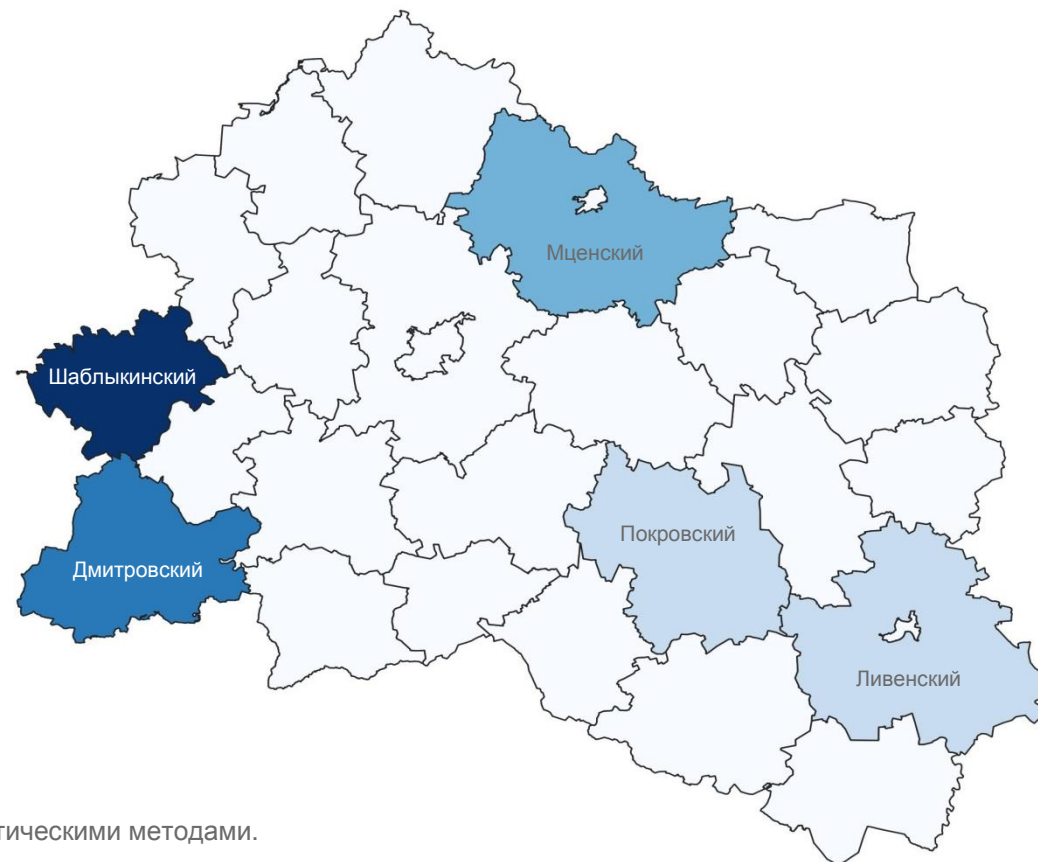 Мценский
Шаблыкинский
Покровский
Дмитровский
Ливенский
тическими методами.